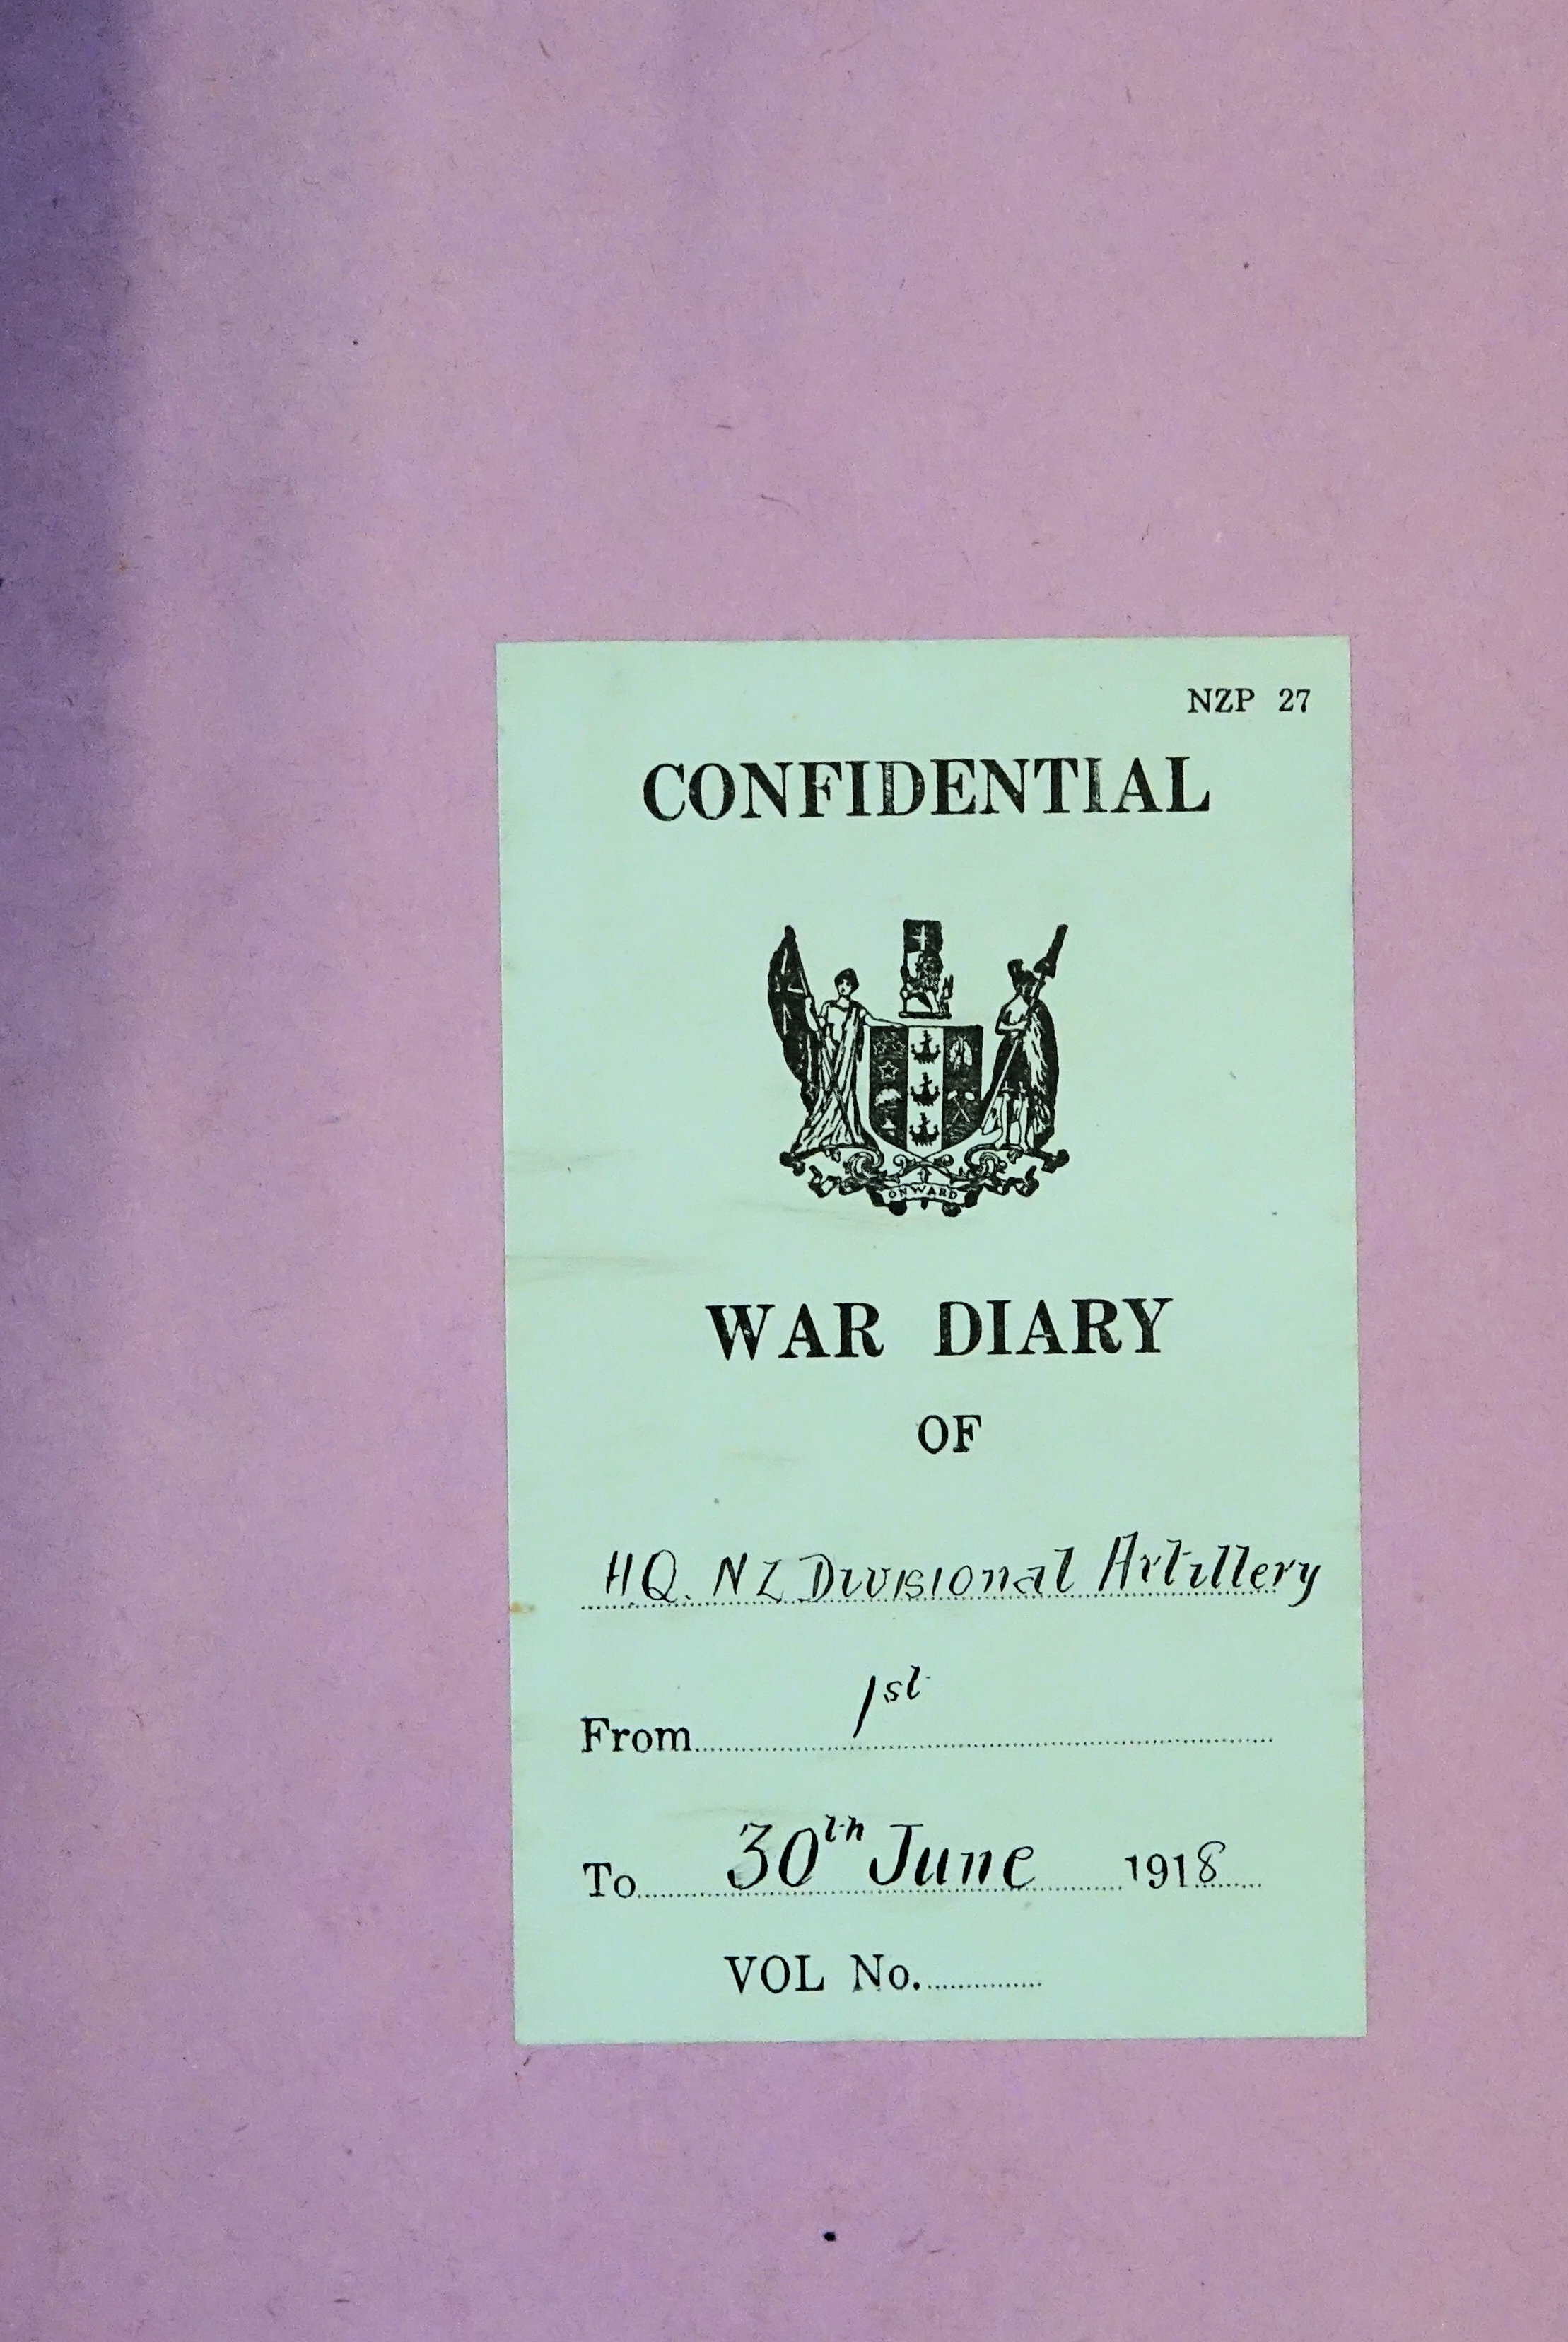 NZP 27
CONFIDENTIAL
ONWARD
WAR DIARY
OF
HQ. NZ Divisional Artillery
From 1st
To 30th June 1918
VOL No.